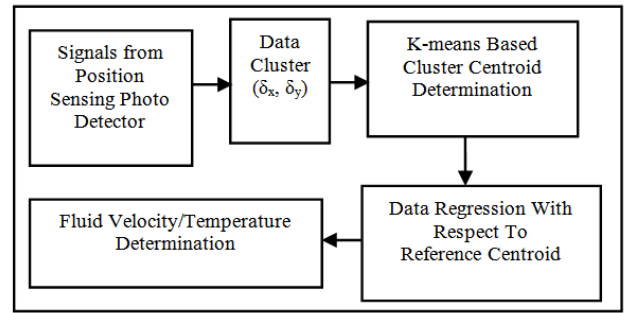 Signals from
Position
Sensing Photo
Detector
Data
Cluster
(δx, δy)
K-means Based
Cluster Centroid
Determination
Data Regression With
Respect To
Reference Centroid
Fluid Velocity/Temperature
Determination